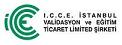 I.C.C.E. İSTANBUL
VALİDASYON ve EĞİTİM
TİCARET LİMİTED ŞİRKETİ